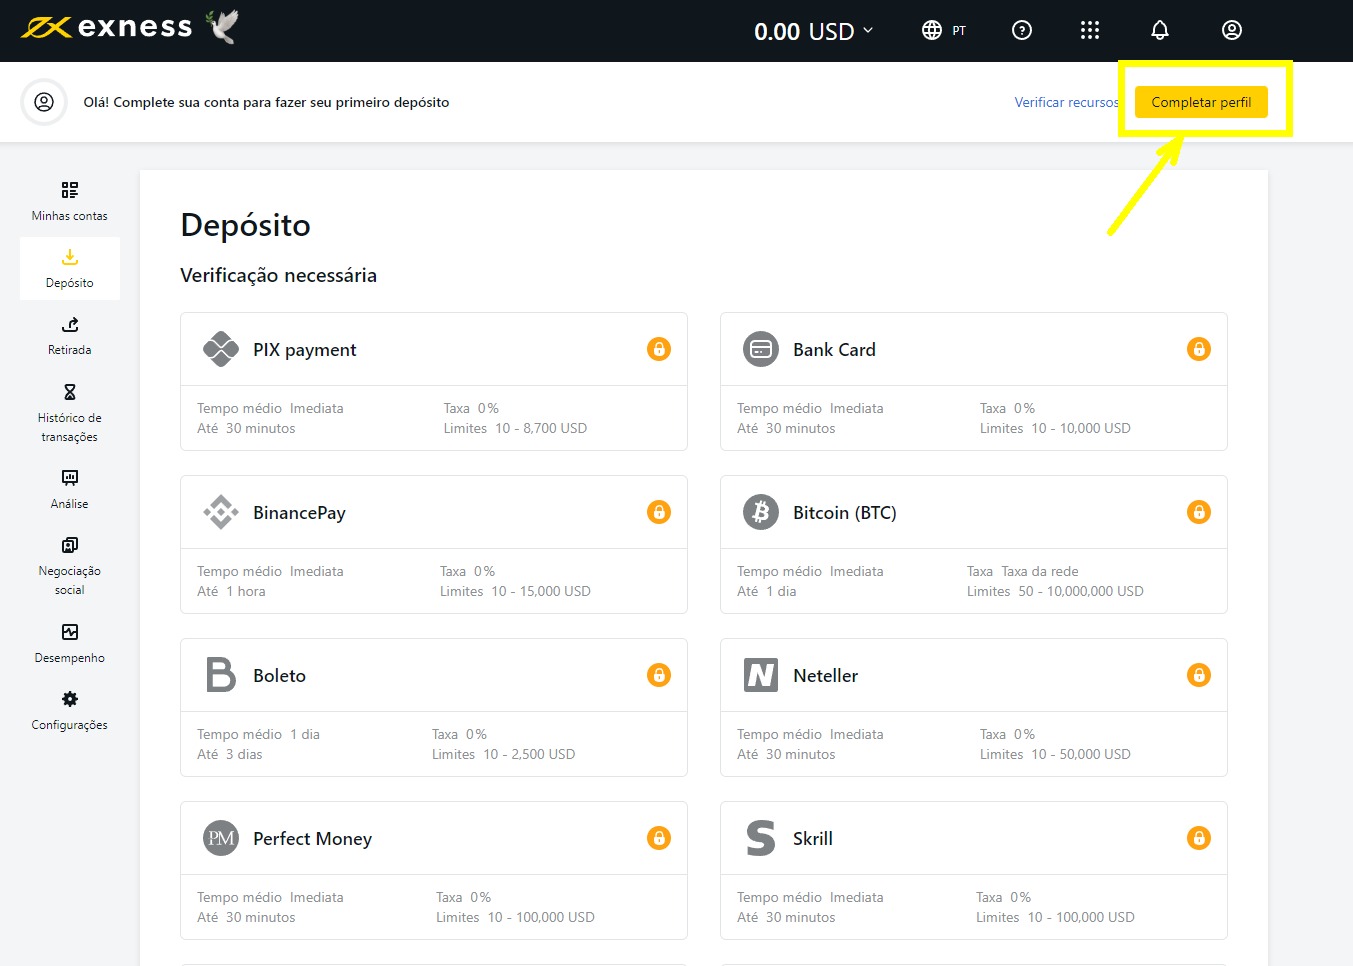 exness
0.00 USD
PT
Olá! Complete sua conta para fazer seu primeiro depósito
Verificar recursos
Completar perfil
Minhas contas
Depósito
Retirada
Histórico de
transações
Análise
Negociação
social
Desempenho
Configurações
Depósito
Verificação necessária
PIX payment
Tempo médio Imediata
Taxa 0%
Até 30 minutos
Limites 10 - 8,700 USD
Bank Card
Tempo médio Imediata
Taxa 0%
Até 30 minutos
Limites 10 - 10,000 USD
BinancePay
Tempo médio Imediata
Taxa 0%
Até 1 hora
Limites 10 - 15,000 USD
Bitcoin (BTC)
Tempo médio Imediata
Taxa Taxa da rede
Até 1 dia
Limites 50 - 10,000,000 USD
Boleto
Tempo médio 1 dia
Taxa 0%
Até 3 dias
Limites 10 - 2,500 USD
Neteller
Tempo médio Imediata
Taxa 0%
Até 30 minutos
Limites 10 - 50,000 USD
PM
Perfect Money
Tempo médio Imediata
Taxa 0%
Até 30 minutos
Limites 10 - 100,000 USD
Skrill
Tempo médio Imediata
Taxa 0%
Até 30 minutos
Limites 10 - 100,000 USD